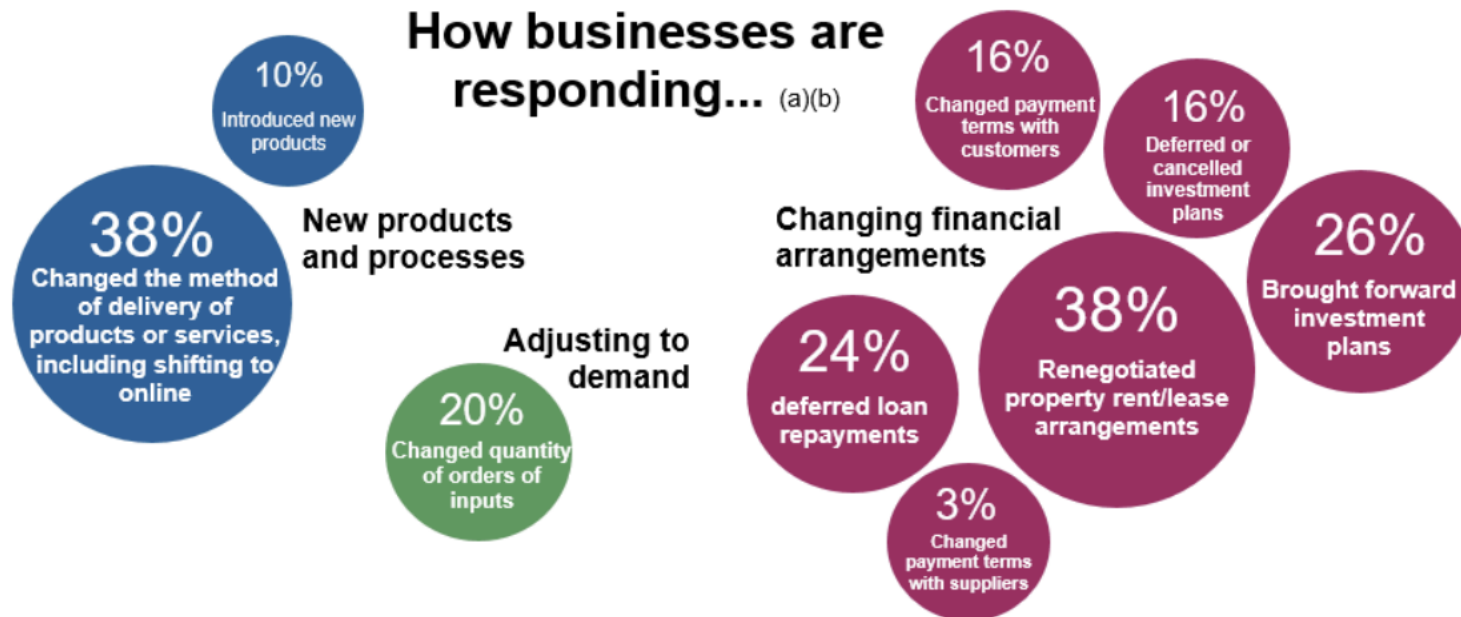 How businesses are
responding... (a)(b)
10%
Introduced new
products
38%
Changed the method
of delivery of
products or services,
including shifting to
online
New products
and processes
Adjusting to
demand
20%
Changed quantity
of orders of
inputs
Changing financial
arrangements
16%
Changed payment
terms with
customers
16%
Deferred or
cancelled
investment
plans
26%
Brought forward
investment
plans
38%
Renegotiated
property rent/lease
arrangements
24%
deferred loan
repayments
3%
Changed
payment terms
with suppliers